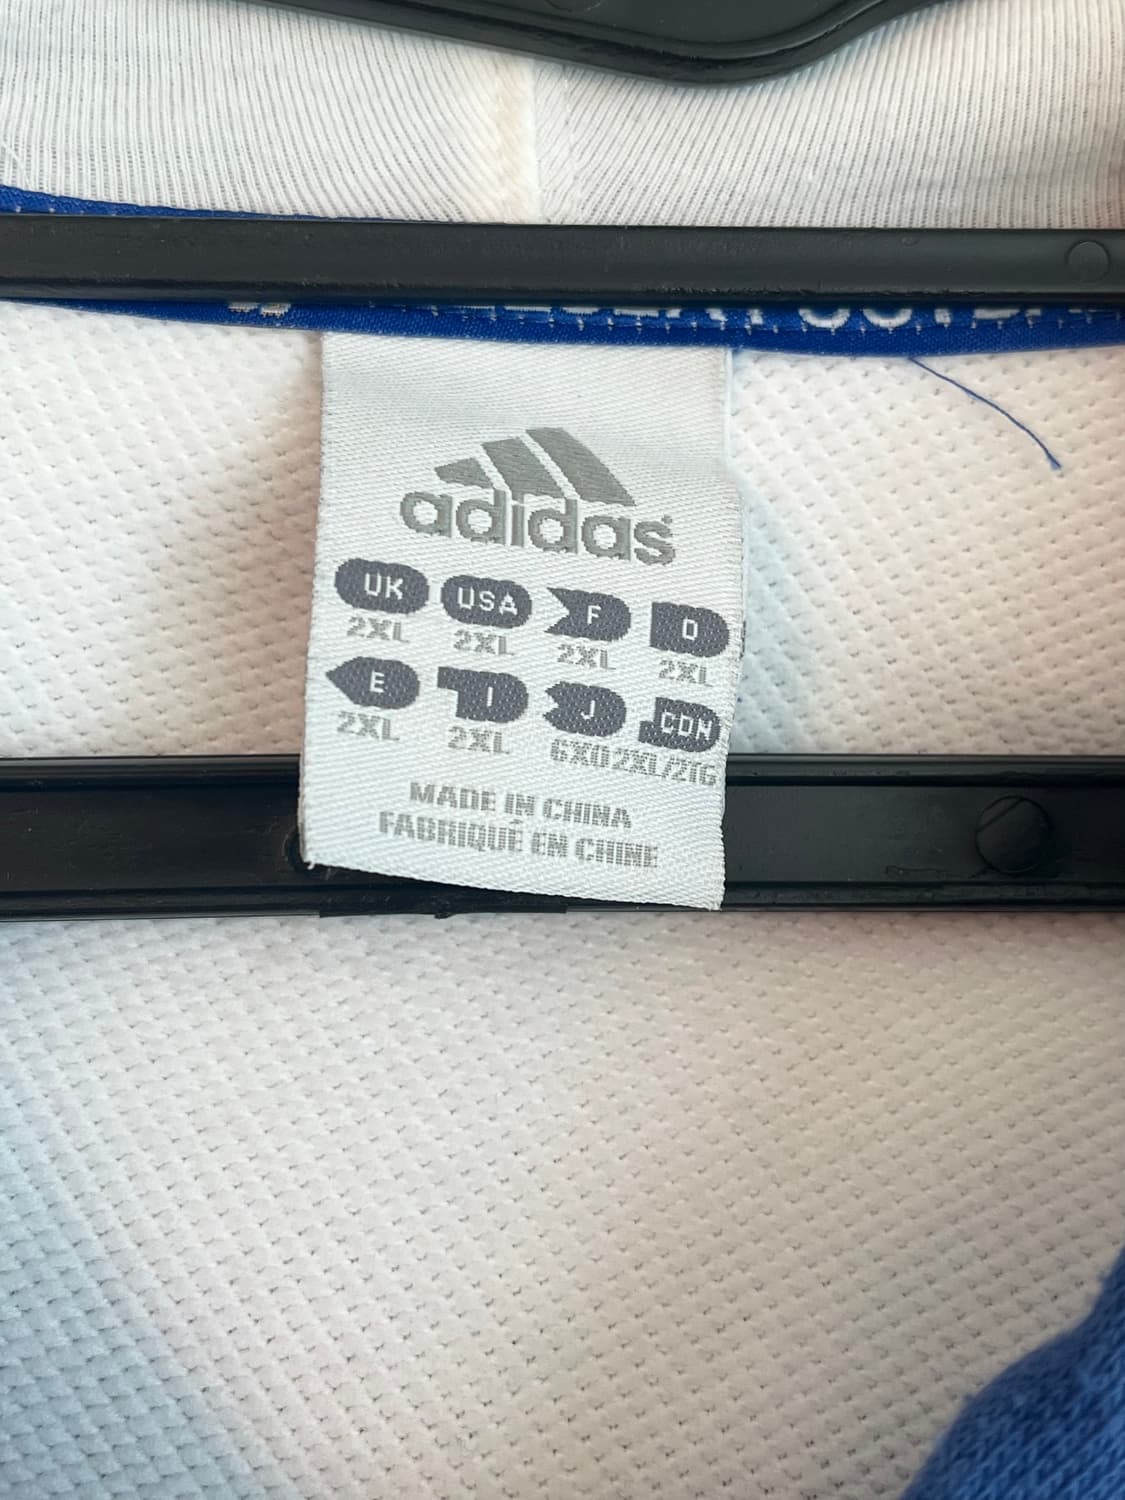 adidas
UK USA F D
2XL 2XL 2XL 2XL
E I J CDN
2XL 2XL 6XO 2XL/2TG
MADE IN CHINA
FABRIQUÉ EN CHINE